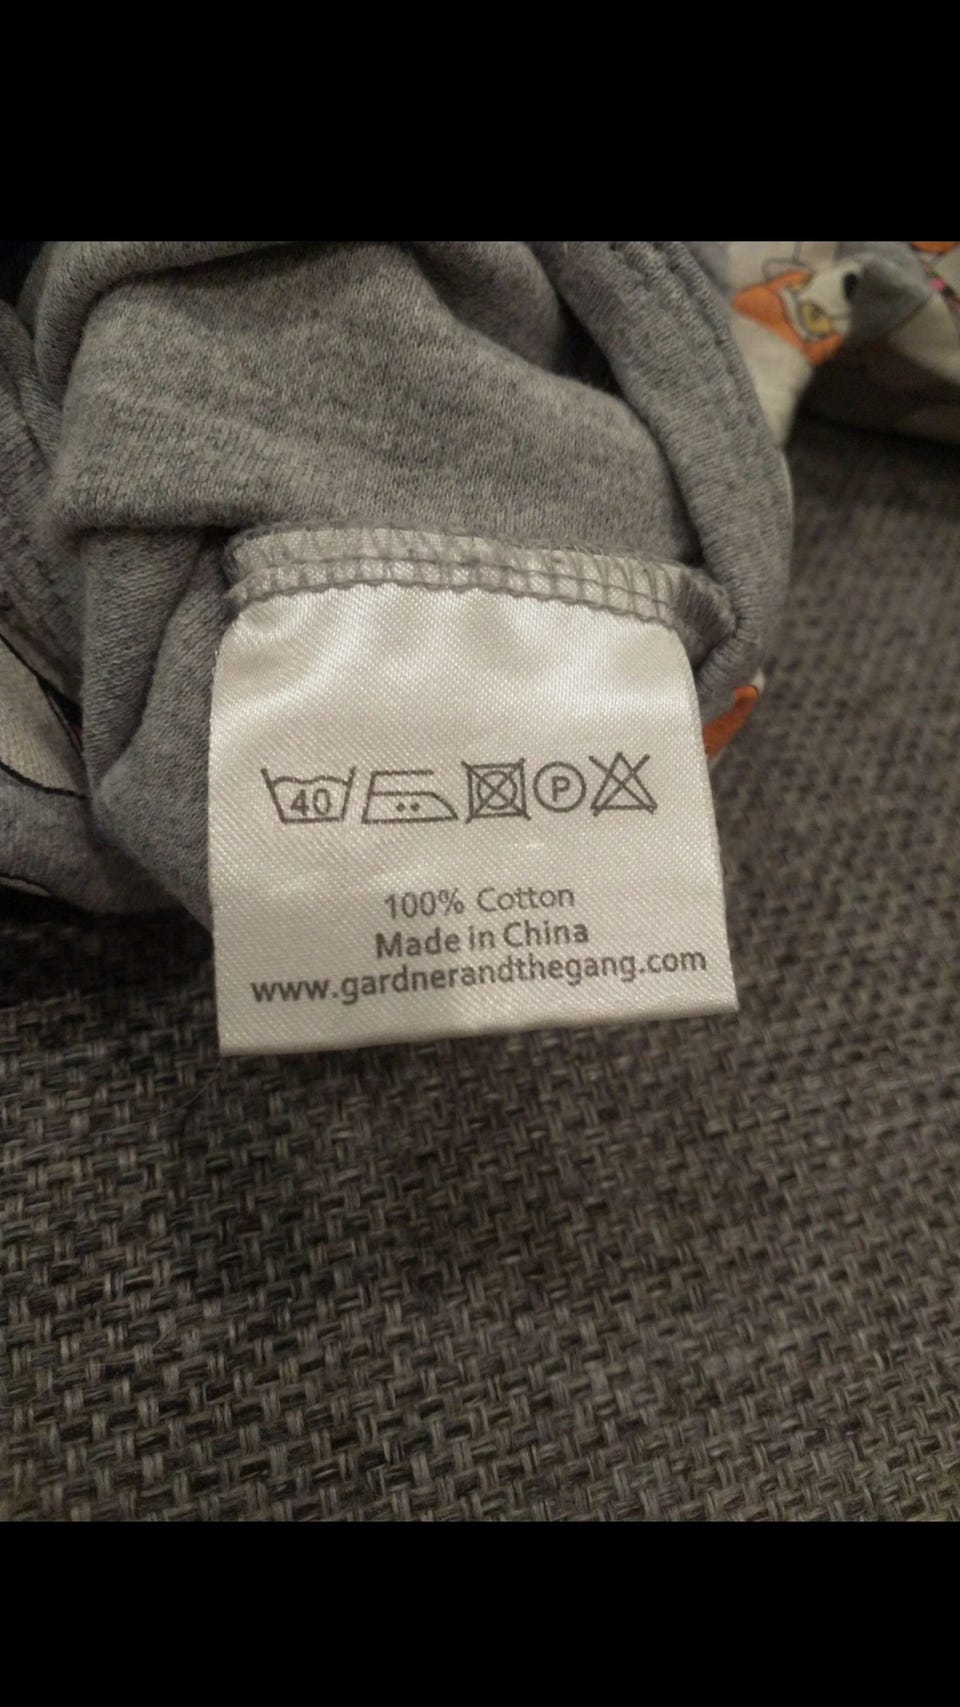 40 P
100% Cotton
Made in China
www.gardnerandthegang.com